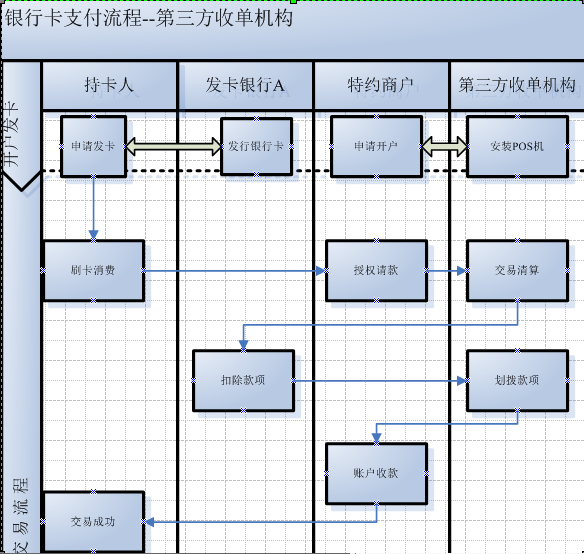 银行卡支付流程--第三方收单机构
持卡人
发卡银行A
特约商户
第三方收单机构
开户发卡
申请发卡
发行银行卡
申请开户
安装POS机
刷卡消费
授权请款
交易清算
扣除款项
划拨款项
账户收款
交易流程
交易成功